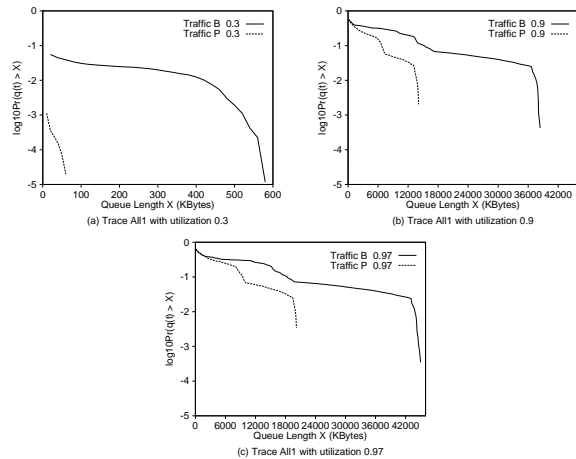 Traffic B 0.3
Traffic P 0.3
log10Pr(q(t) > X)
0
-1
-2
-3
-4
-5
0 100 200 300 400 500 600
Queue Length X (KBytes)
(a) Trace All1 with utilization 0.3
Traffic B 0.9
Traffic P 0.9
log10Pr(q(t) > X)
0
-1
-2
-3
-4
-5
0 6000 12000 18000 24000 30000 36000 42000
Queue Length X (KBytes)
(b) Trace All1 with utilization 0.9
Traffic B 0.97
Traffic P 0.97
log10Pr(q(t) > X)
0
-1
-2
-3
-4
-5
0 6000 12000 18000 24000 30000 36000 42000
Queue Length X (KBytes)
(c) Trace All1 with utilization 0.97